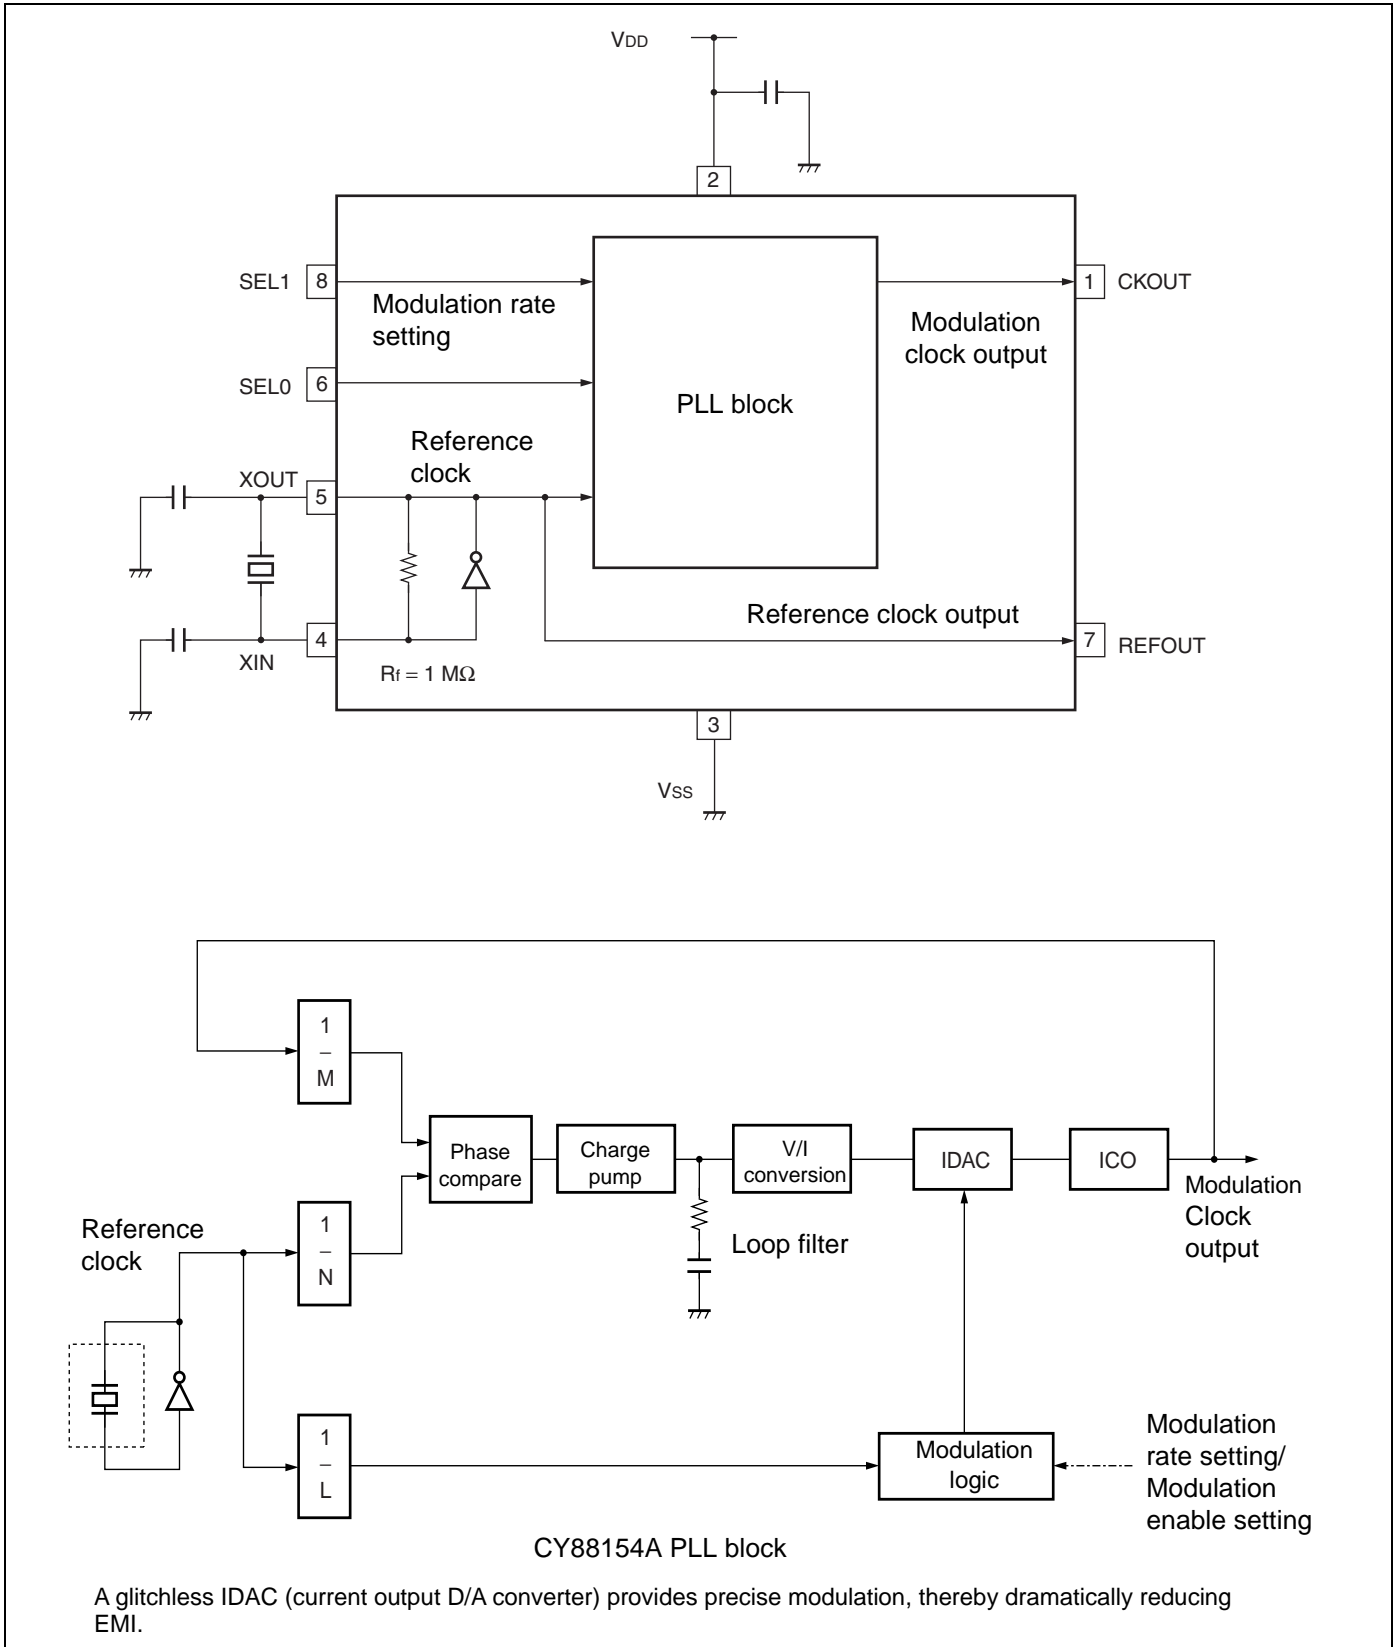 VDD
2
SEL1
8
Modulation rate
setting
1
CKOUT
Modulation
clock output
SEL0
6
PLL block
Reference
clock
XOUT
5
4
XIN
Rf = 1 MΩ
Reference clock output
7
REFOUT
3
VSS
1
–
M
Phase
compare
Charge
pump
V/I
conversion
IDAC
ICO
Modulation
Clock
output
Reference
clock
1
–
N
Loop filter
1
–
L
Modulation
logic
Modulation
rate setting/
Modulation
enable setting
CY88154A PLL block
A glitchless IDAC (current output D/A converter) provides precise modulation, thereby dramatically reducing
EMI.